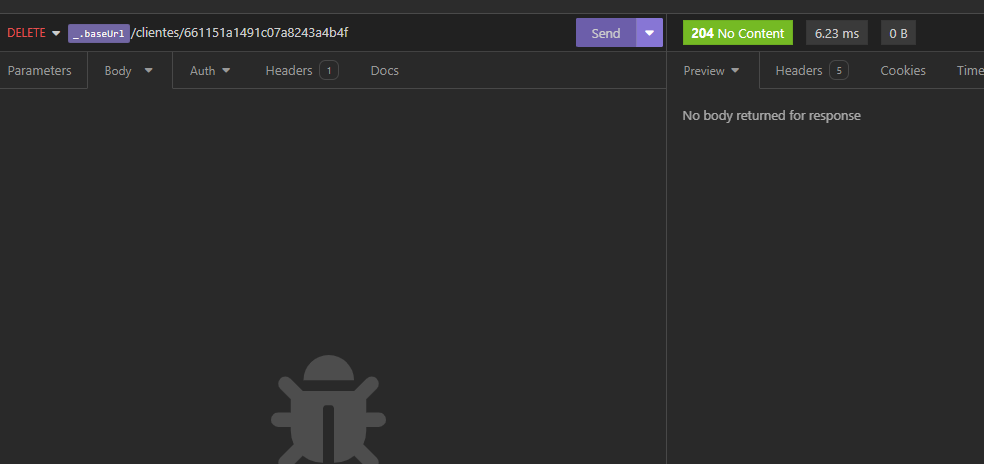 DELETE _.baseUrl /clientes/661151a1491c07a8243a4b4f Send 204 No Content 6.23 ms 0 B
Parameters Body Auth Headers 1 Docs Preview Headers 5 Cookies Time
No body returned for response